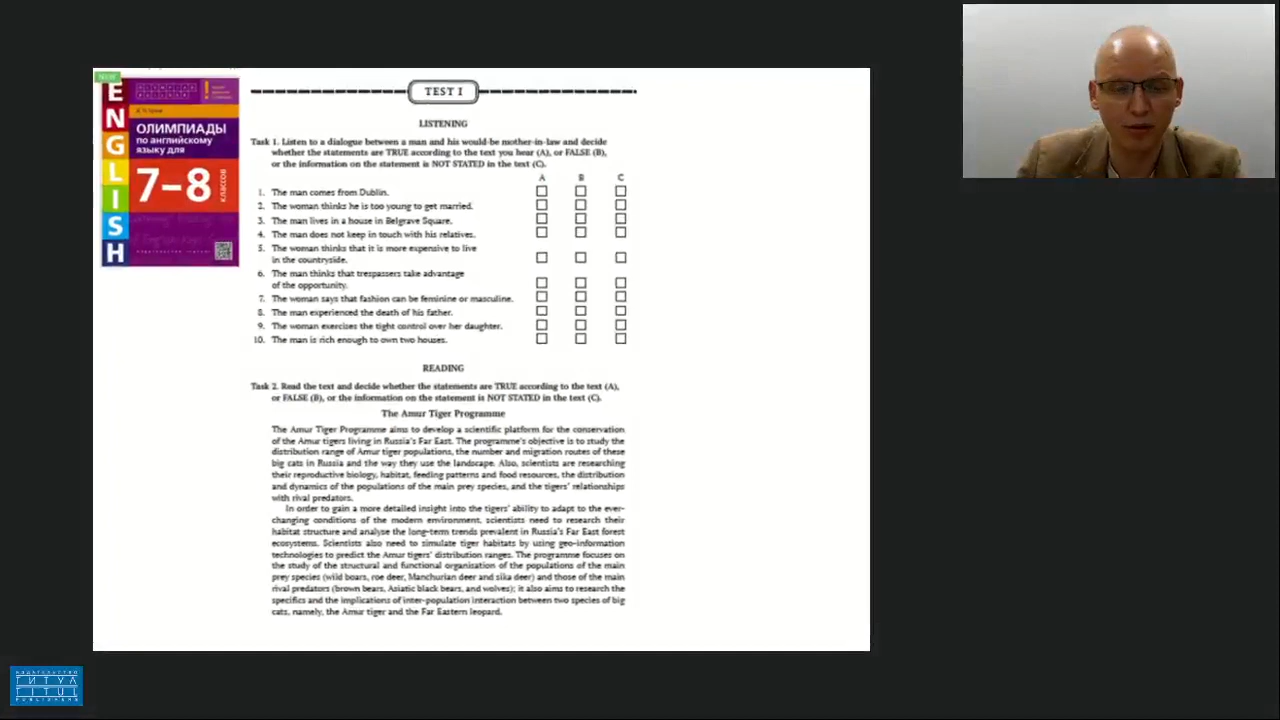 NEW
ENGLISH
ОЛИМПИАДЫ
по английскому
языку для
7–8
классов
TEST 1
LISTENING
Task 1. Listen to a dialogue between a man and his would-be mother-in-law and decide
whether the statements are TRUE according to the text you hear (A), or FALSE (B),
or the information on the statement is NOT STATED in the text (C).
A B C
1. The man comes from Dublin.
2. The woman thinks he is too young to get married.
3. The man lives in a house in Belgrave Square.
4. The man does not keep in touch with his relatives.
5. The woman thinks that it is more expensive to live
in the countryside.
6. The man thinks that trespassers take advantage
of the opportunity.
7. The woman says that fashion can be feminine or masculine.
8. The man experienced the death of his father.
9. The woman exercises the tight control over her daughter.
10. The man is rich enough to own two houses.
READING
Task 2. Read the text and decide whether the statements are TRUE according to the text (A),
or FALSE (B), or the information on the statement is NOT STATED in the text (C).
The Amur Tiger Programme
The Amur Tiger Programme aims to develop a scientific platform for the conservation
of the Amur tigers living in Russia's Far East. The programme's objective is to study the
distribution range of Amur tiger populations, the number and migration routes of these
big cats in Russia and the way they use the landscape. Also, scientists are researching
their reproductive biology, habitat, feeding patterns and food resources, the distribution
and dynamics of the populations of the main prey species, and the tigers' relationships
with rival predators.
In order to gain a more detailed insight into the tigers' ability to adapt to the ever-
changing conditions of the modern environment, scientists need to research their
habitat structure and analyse the long-term trends prevalent in Russia's Far East forest
ecosystems. Scientists also need to simulate tiger habitats by using geo-information
technologies to predict the Amur tigers' distribution ranges. The programme focuses on
the study of the structural and functional organisation of the populations of the main
prey species (wild boars, roe deer, Manchurian deer and sika deer) and those of the main
rival predators (brown bears, Asiatic black bears, and wolves); it also aims to research the
specifics and the implications of inter-population interaction between two species of big
cats, namely, the Amur tiger and the Far Eastern leopard.
ИЗДАТЕЛЬСТВО
ТИТУЛ
TITUL
PUBLISHERS